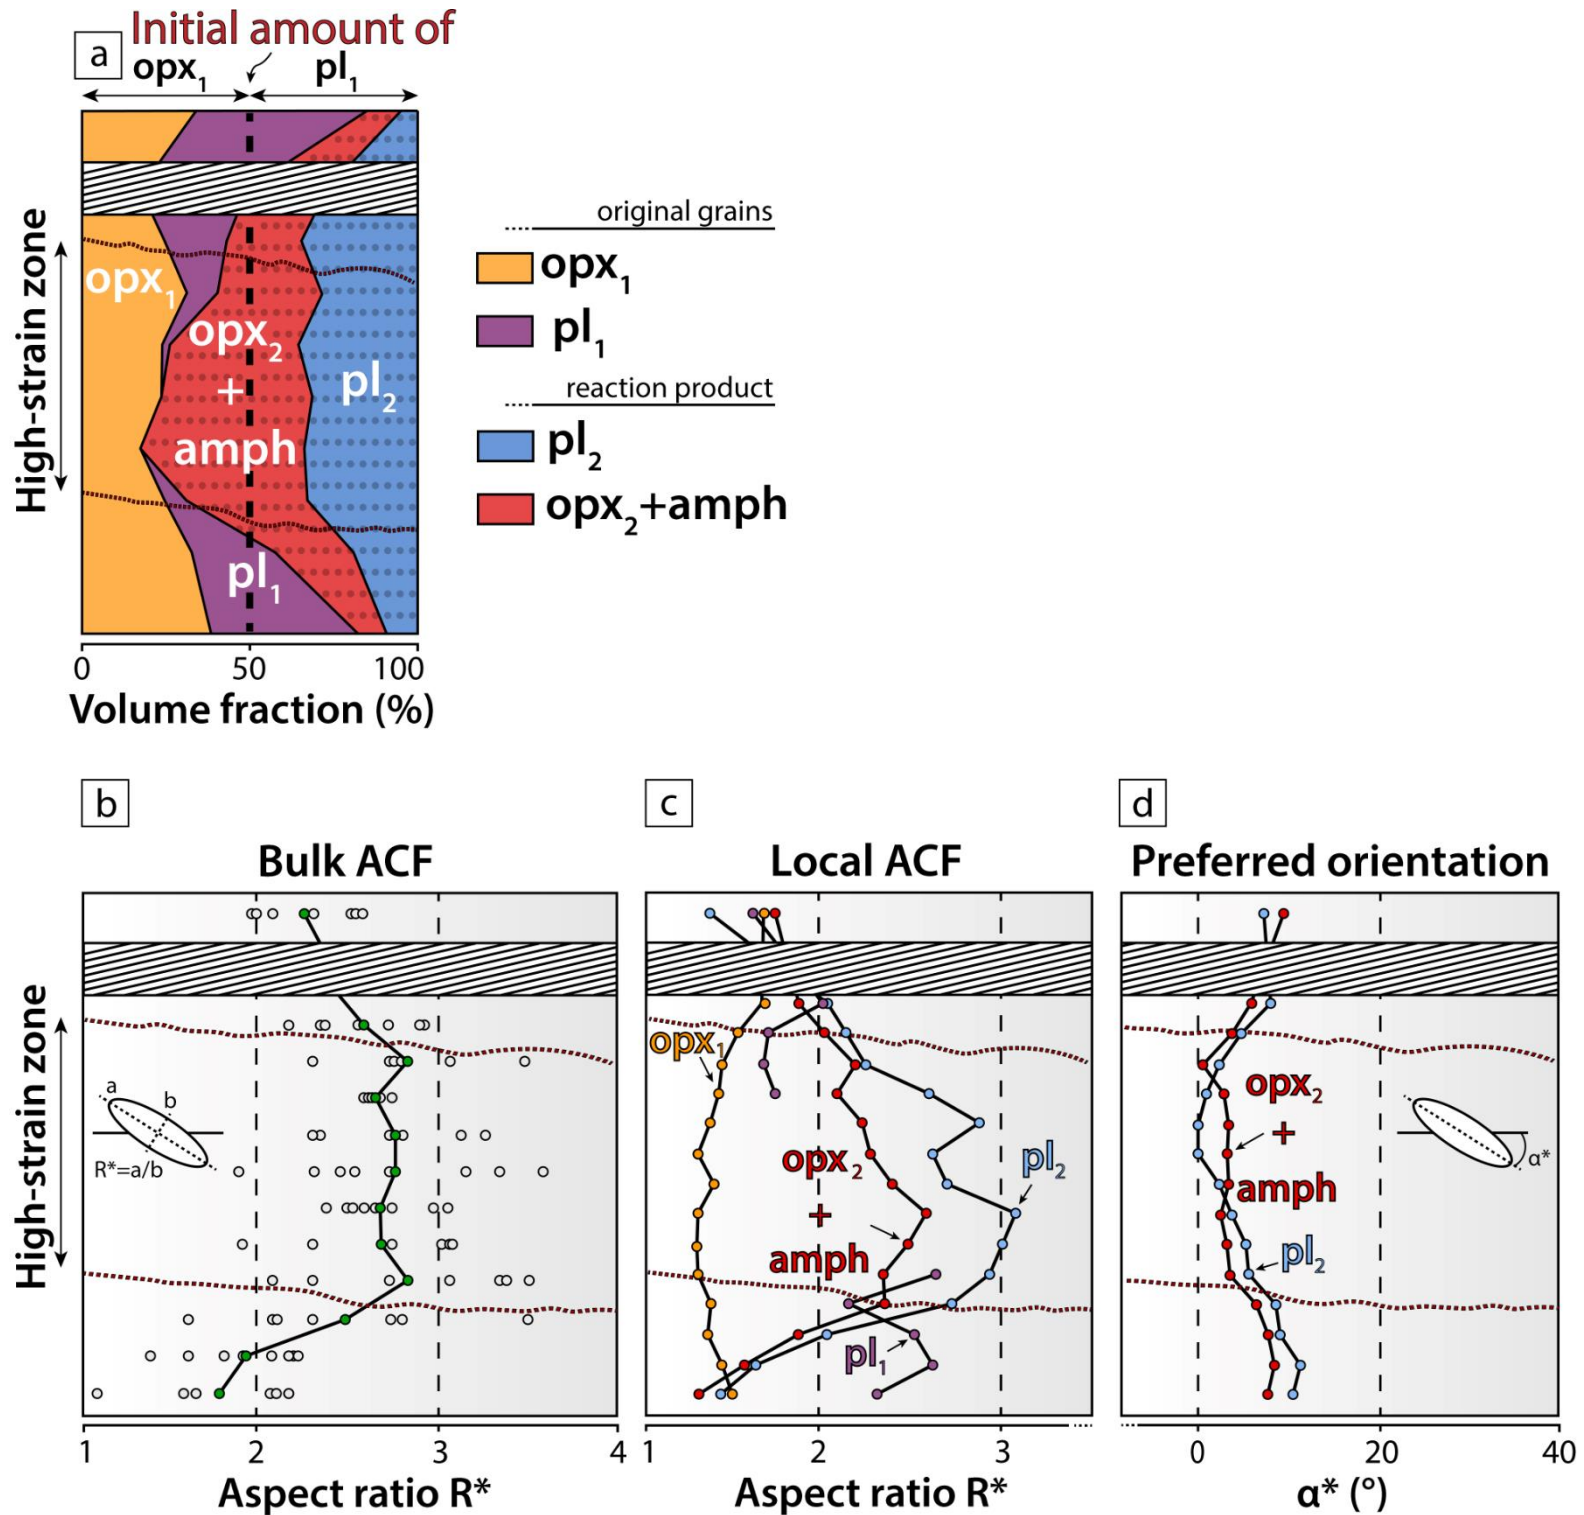 a
Initial amount of
opx₁ pl₁
High-strain zone
opx₁
opx₂
+
amph
pl₂
pl₁
0 50 100
Volume fraction (%)
original grains
opx₁
pl₁
reaction product
pl₂
opx₂+amph
b
Bulk ACF
High-strain zone
a
b
R*=a/b
1 2 3 4
Aspect ratio R*
c
Local ACF
opx₁
opx₂
+
amph
pl₂
pl₁
1 2 3
Aspect ratio R*
d
Preferred orientation
opx₂
+
amph
α*
pl₂
0 20 40
α* (°)